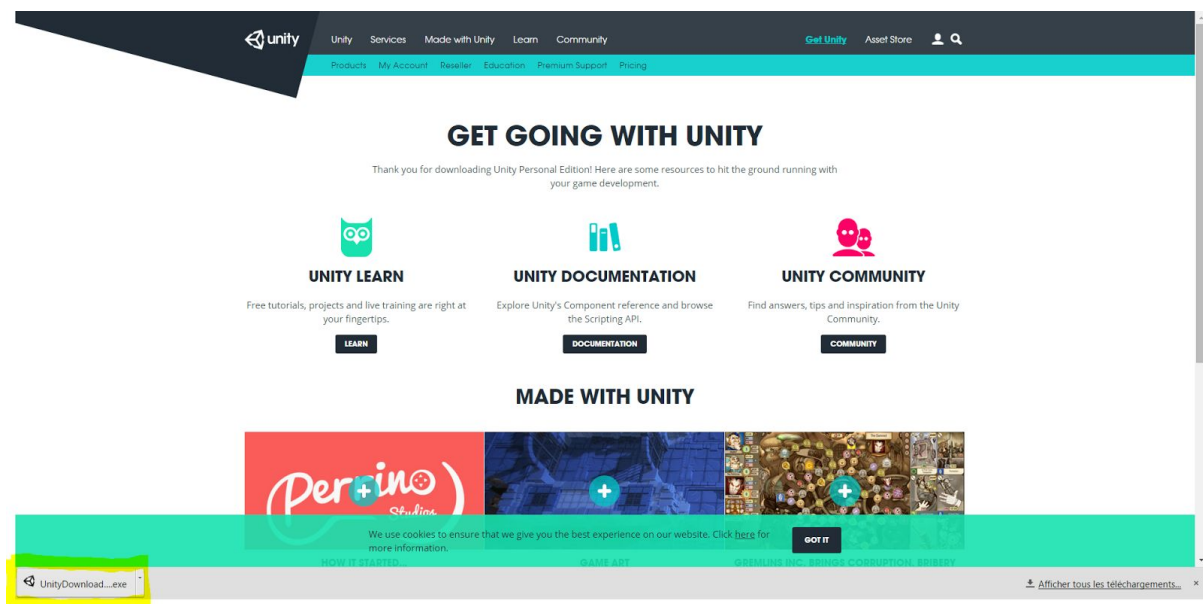 unity
Unity Services Made with Unity Learn Community Get Unity Asset Store
Products My Account Reseller Education Premium Support Pricing
GET GOING WITH UNITY
Thank you for downloading Unity Personal Edition! Here are some resources to hit the ground running with
your game development.
UNITY LEARN
Free tutorials, projects and live training are right at
your fingertips.
LEARN
UNITY DOCUMENTATION
Explore Unity's Component reference and browse
the Scripting API.
DOCUMENTATION
UNITY COMMUNITY
Find answers, tips and inspiration from the Unity
Community.
COMMUNITY
MADE WITH UNITY
Studios
We use cookies to ensure that we give you the best experience on our website. Click here for
more information.
GOT IT
HOW IT STARTED...
GAME ART
GREMLINS INC. BRINGS CORRUPTION, BRIBERY
UnityDownload....exe
Afficher tous les téléchargements...